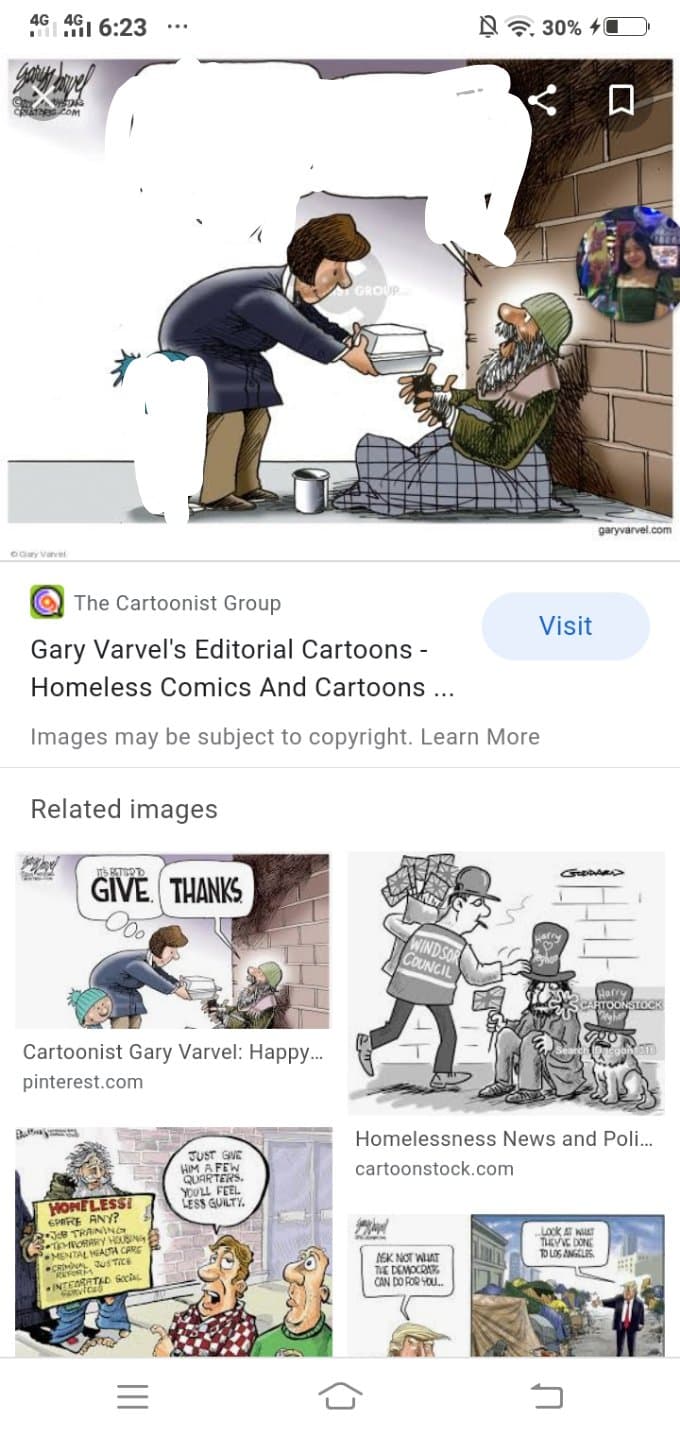 4G 4G 6:23 ... 30%
CREATORS.COM
GROUP
garyvarvel.com
© Gary Varvel
The Cartoonist Group
Visit
Gary Varvel's Editorial Cartoons -
Homeless Comics And Cartoons ...
Images may be subject to copyright. Learn More
Related images
IT'S BETTER TO
GIVE.
THANKS.
Cartoonist Gary Varvel: Happy...
pinterest.com
GODDARD
WINDSOR
COUNCIL
Harry
Harry
CARTOONSTOCK
Homelessness News and Poli...
cartoonstock.com
HOMELESS!
SPARE ANY?
• JOB TRAINING
• TEMPORARY HOUSING
• MENTAL HEALTH CARE
• CRIMINAL JUSTICE
REFORM
• INTEGRATED SOCIAL
SERVICES
JUST GIVE
HIM A FEW
QUARTERS.
YOU'LL FEEL
LESS GUILTY.
ASK NOT WHAT
THE DEMOCRATS
CAN DO FOR YOU...
...LOOK AT WHAT
THEY'VE DONE
TO LOS ANGELES.